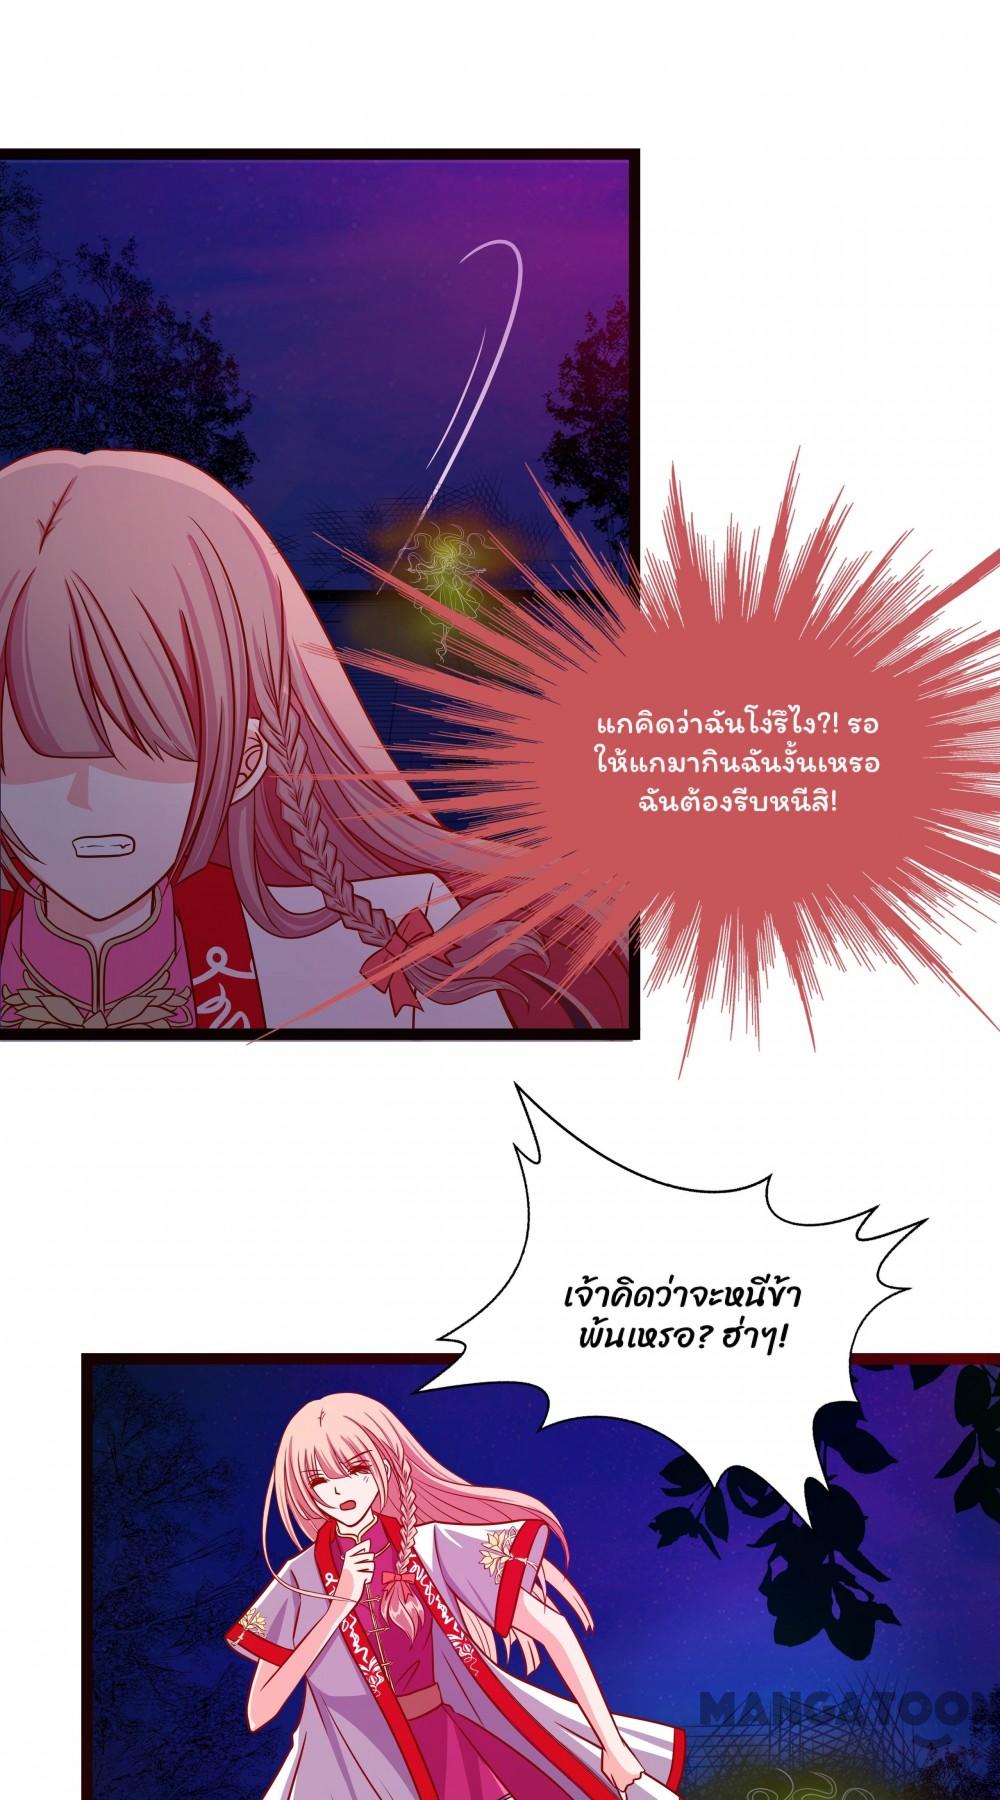 แกคิดว่าฉันโง่รึไง?! รอ
ให้แกมากินฉันงั้นเหรอ
ฉันต้องรีบหนีสิ!
เจ้าคิดว่าจะหนีข้า
พ้นเหรอ? ฮ่าๆ!
MANGATOON